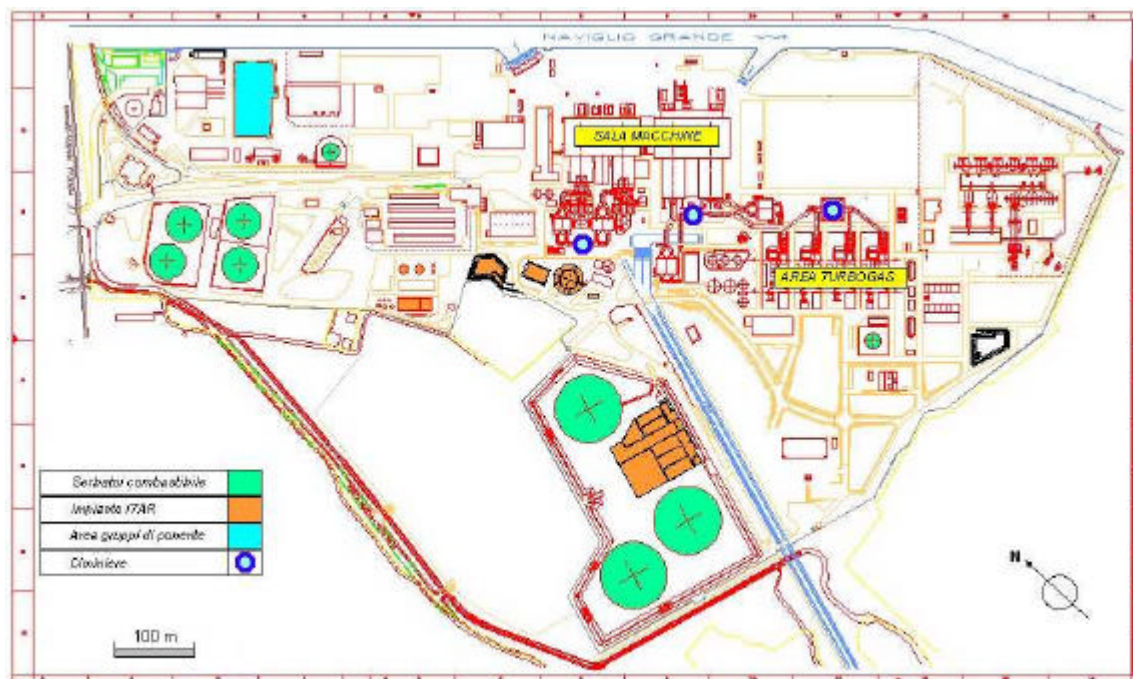 NAVIGLIO GRANDE
SALA MACCHINE
AREA TURBOGAS
Serbatoi combustibile
Impianto ITAR
Area gruppi di ponente
Ciminiere
N
100 m